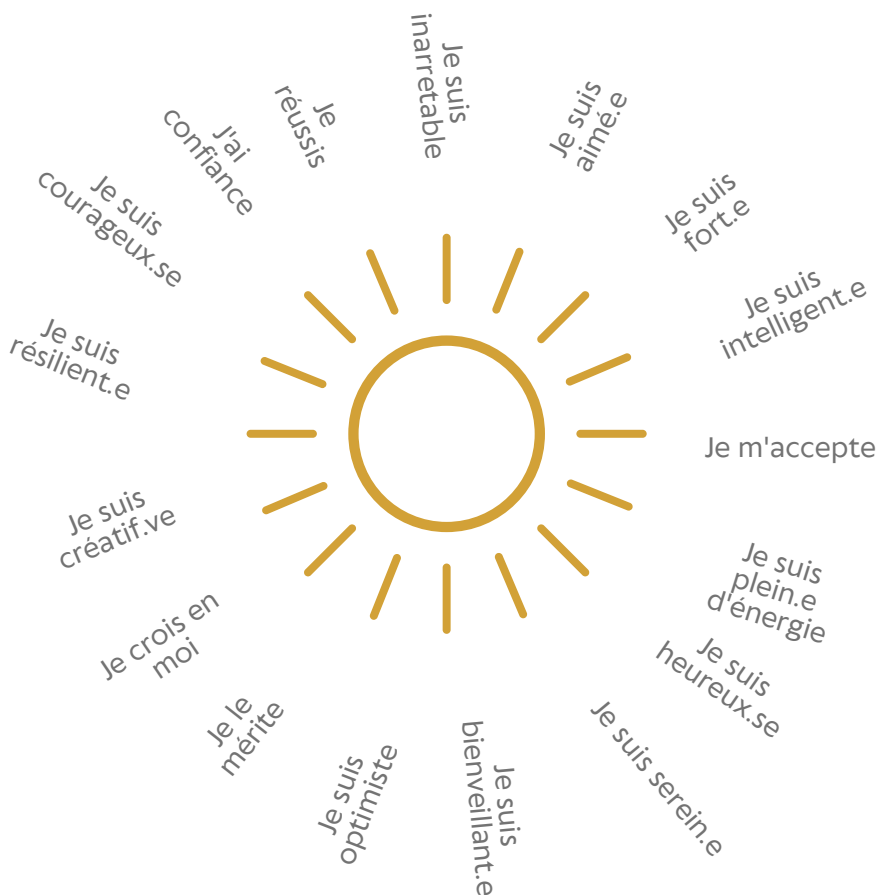 Je suis
inarretable
Je suis
aimé.e
Je suis
fort.e
Je suis
intelligent.e
Je m'accepte
Je suis
plein.e
d'énergie
Je suis
heureux.se
Je suis serein.e
Je suis
bienveillant.e
Je suis
optimiste
Je le
mérite
Je crois en
moi
Je suis
créatif.ve
Je suis
résilient.e
Je suis
courageux.se
J'ai
confiance
Je
réussis